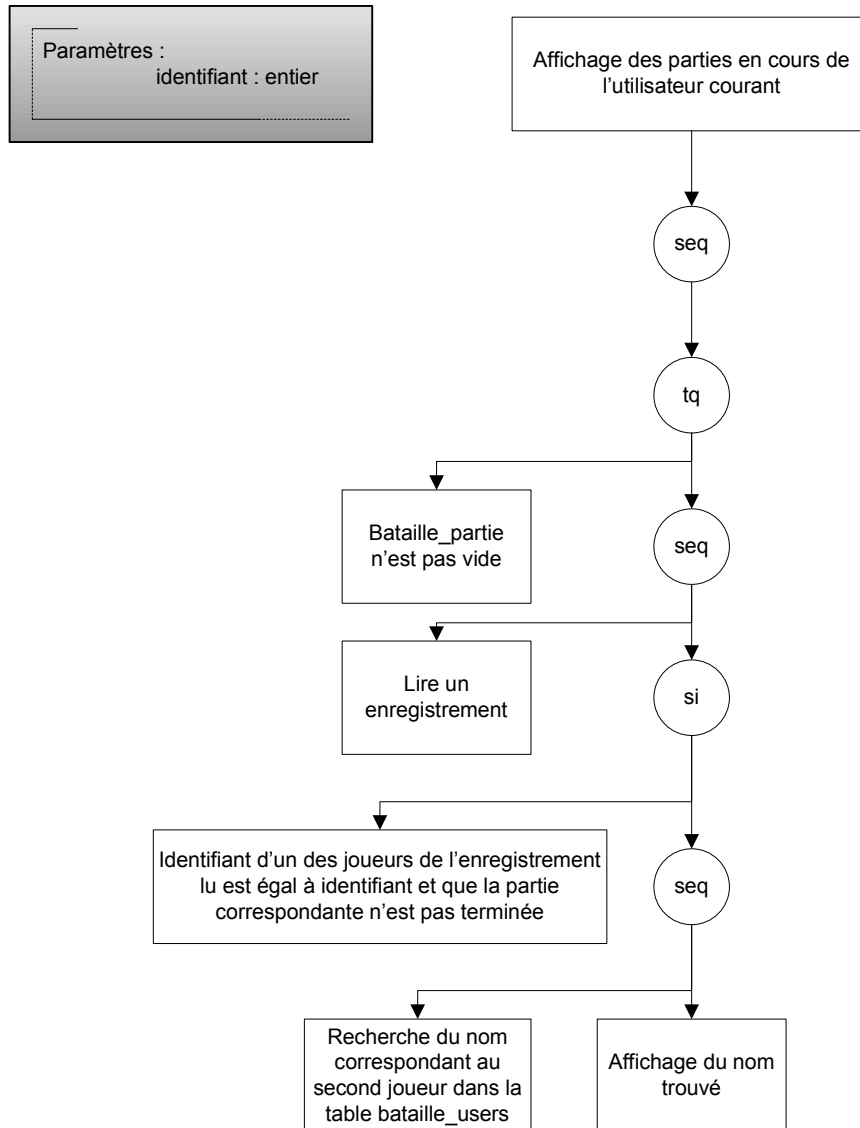 Paramètres :
identifiant : entier
Affichage des parties en cours de
l’utilisateur courant
seq
tq
Bataille_partie
n’est pas vide
seq
Lire un
enregistrement
si
Identifiant d’un des joueurs de l’enregistrement
lu est égal à identifiant et que la partie
correspondante n’est pas terminée
seq
Recherche du nom
correspondant au
second joueur dans la
table bataille_users
Affichage du nom
trouvé